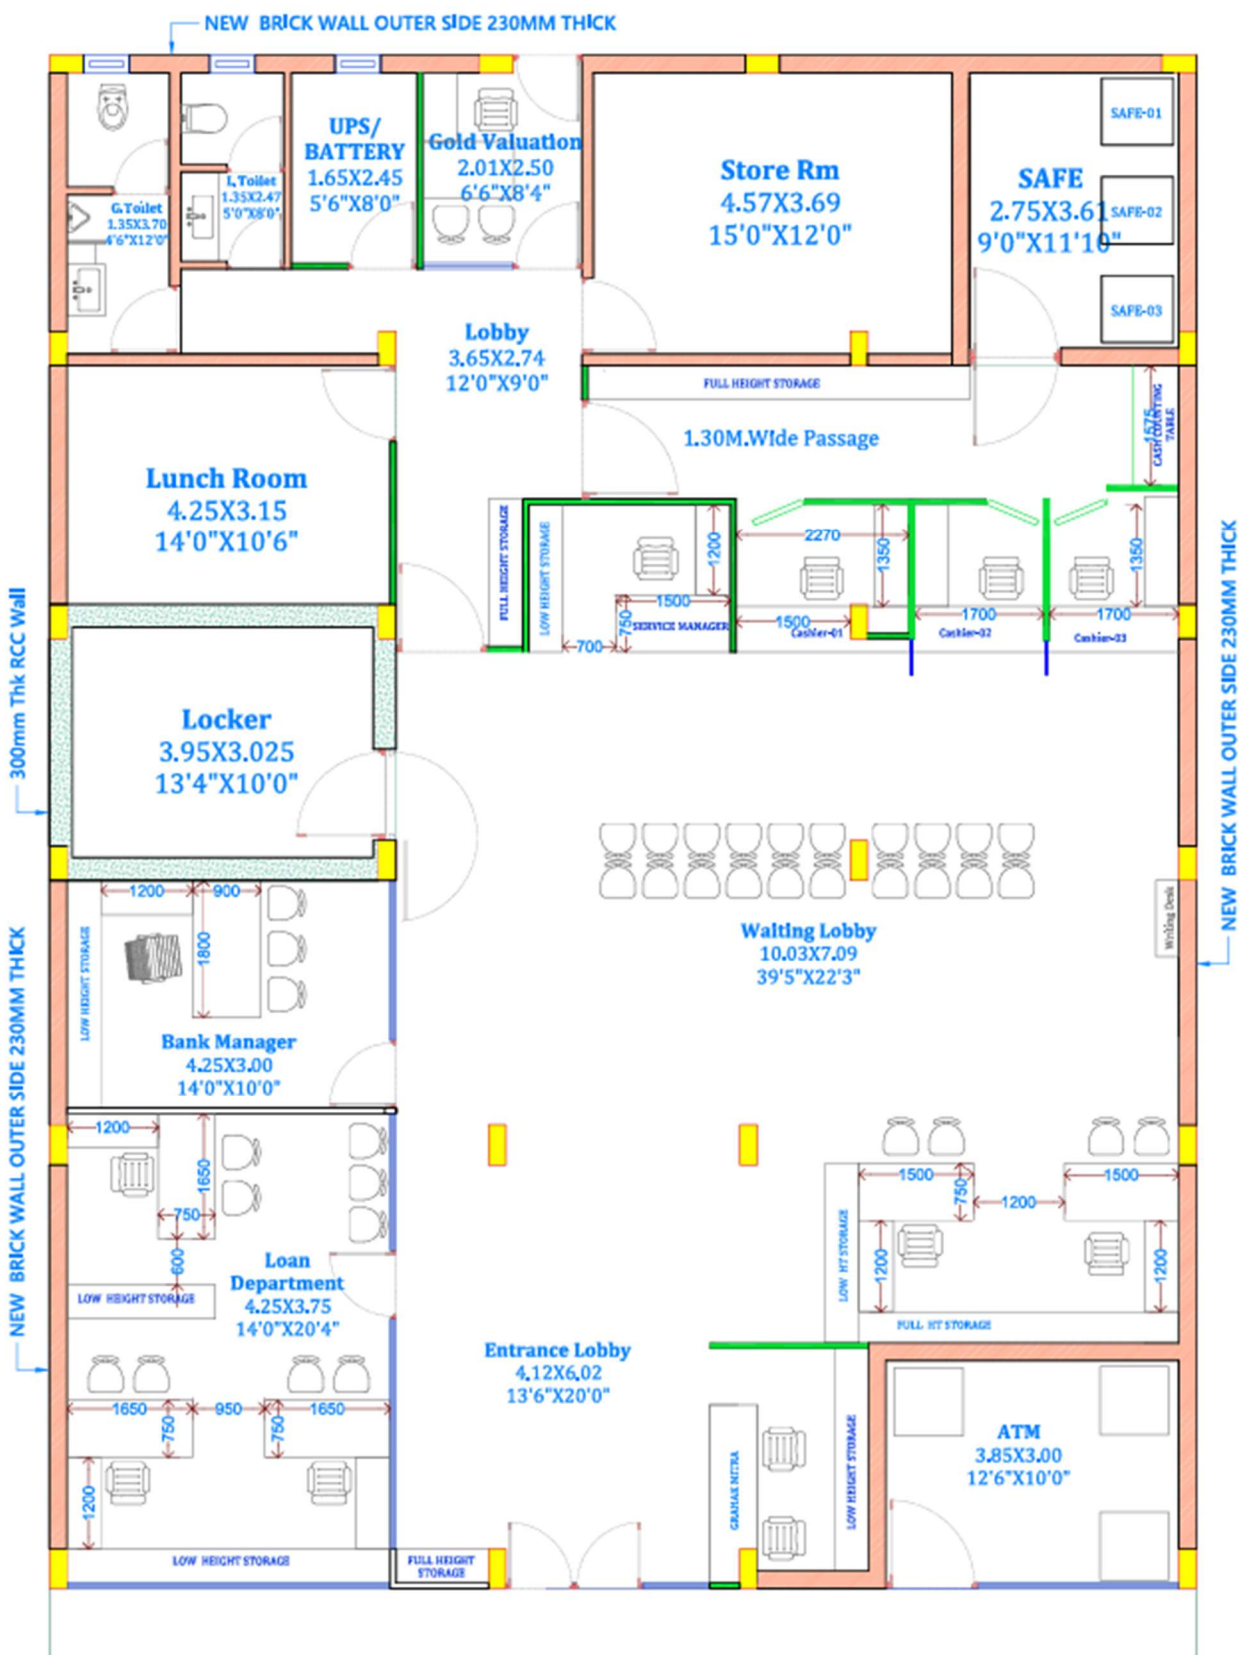 NEW BRICK WALL OUTER SIDE 230MM THICK
UPS/
BATTERY
1.65X2.45
5'6"X8'0"
Gold Valuation
2.01X2.50
6'6"X8'4"
Store Rm
4.57X3.69
15'0"X12'0"
SAFE
2.75X3.61
9'0"X11'10"
SAFE-01
SAFE-02
SAFE-03
I.Toilet
1.35X2.47
5'0"X8'0"
G.Toilet
1.35X3.70
4'6"X12'0"
Lobby
3.65X2.74
12'0"X9'0"
FULL HEIGHT STORAGE
1.30M.Wide Passage
1575
CASH COUNTING
TABLE
Lunch Room
4.25X3.15
14'0"X10'6"
FULL HEIGHT STORAGE
LOW HEIGHT STORAGE
1200
1500
750
700
SERVICE MANAGER
2270
1350
1500
Cashier-01
1700
Cashier-02
1350
1700
Cashier-03
300mm Thk RCC Wall
NEW BRICK WALL OUTER SIDE 230MM THICK
Locker
3.95X3.025
13'4"X10'0"
Waiting Lobby
10.03X7.09
39'5"X22'3"
Writing Desk
1200
900
1800
LOW HEIGHT STORAGE
Bank Manager
4.25X3.00
14'0"X10'0"
NEW BRICK WALL OUTER SIDE 230MM THICK
1200
1650
750
600
LOW HEIGHT STORAGE
Loan
Department
4.25X3.75
14'0"X20'4"
1500
750
1200
1500
1200
1200
LOW HT STORAGE
FULL HT STORAGE
Entrance Lobby
4.12X6.02
13'6"X20'0"
1650
950
1650
750
750
1200
LOW HEIGHT STORAGE
FULL HEIGHT
STORAGE
GRAHAK MITRA
LOW HEIGHT STORAGE
ATM
3.85X3.00
12'6"X10'0"